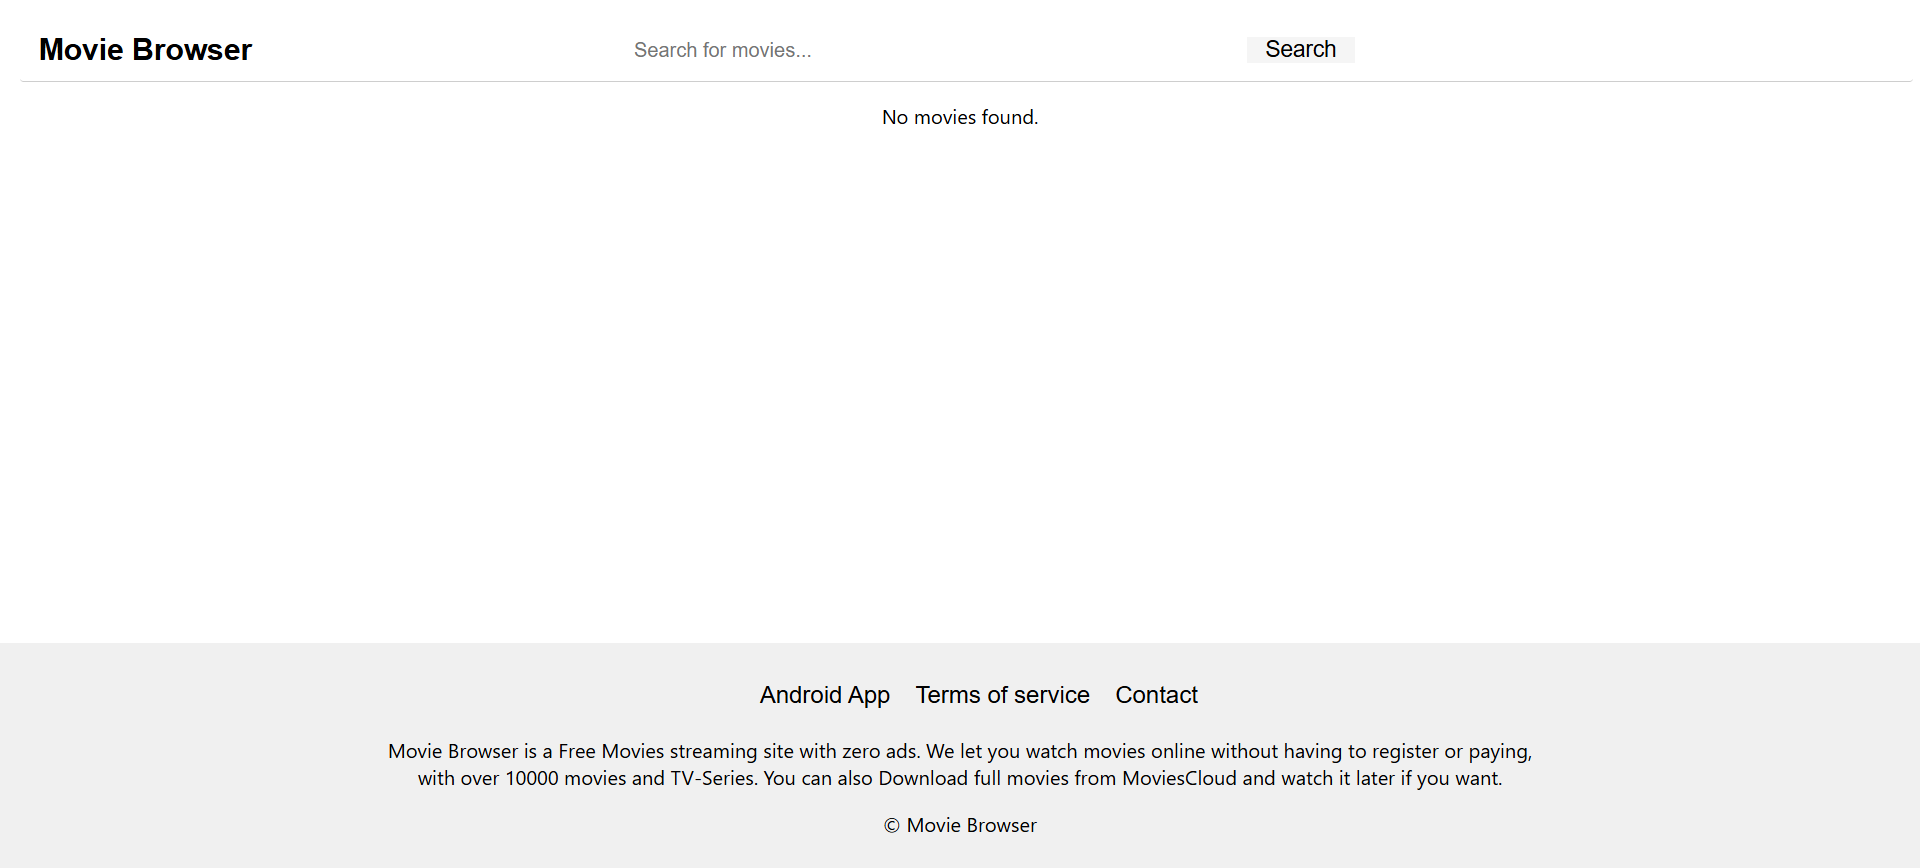 Movie Browser
Search for movies...
Search
No movies found.
Android App Terms of service Contact
Movie Browser is a Free Movies streaming site with zero ads. We let you watch movies online without having to register or paying,
with over 10000 movies and TV-Series. You can also Download full movies from MoviesCloud and watch it later if you want.
© Movie Browser